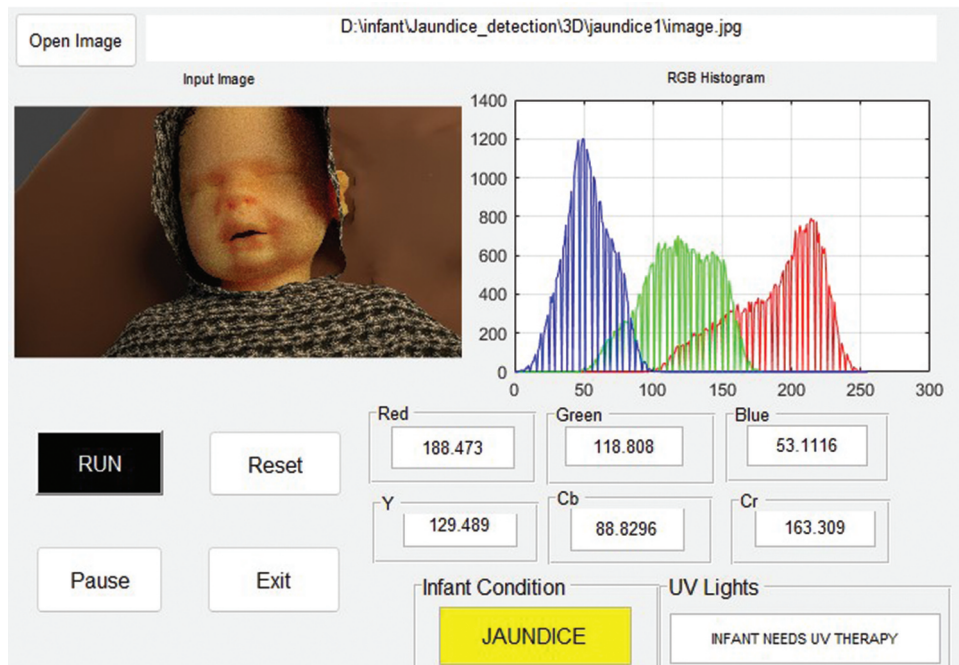 Open Image
D:\infant\Jaundice_detection\3D\jaundice1\image.jpg
Input Image
RGB Histogram
1400
1200
1000
800
600
400
200
0
0 50 100 150 200 250 300
Red Green Blue
188.473 118.808 53.1116
RUN Reset
Y Cb Cr
129.489 88.8296 163.309
Pause Exit
Infant Condition UV Lights
JAUNDICE INFANT NEEDS UV THERAPY